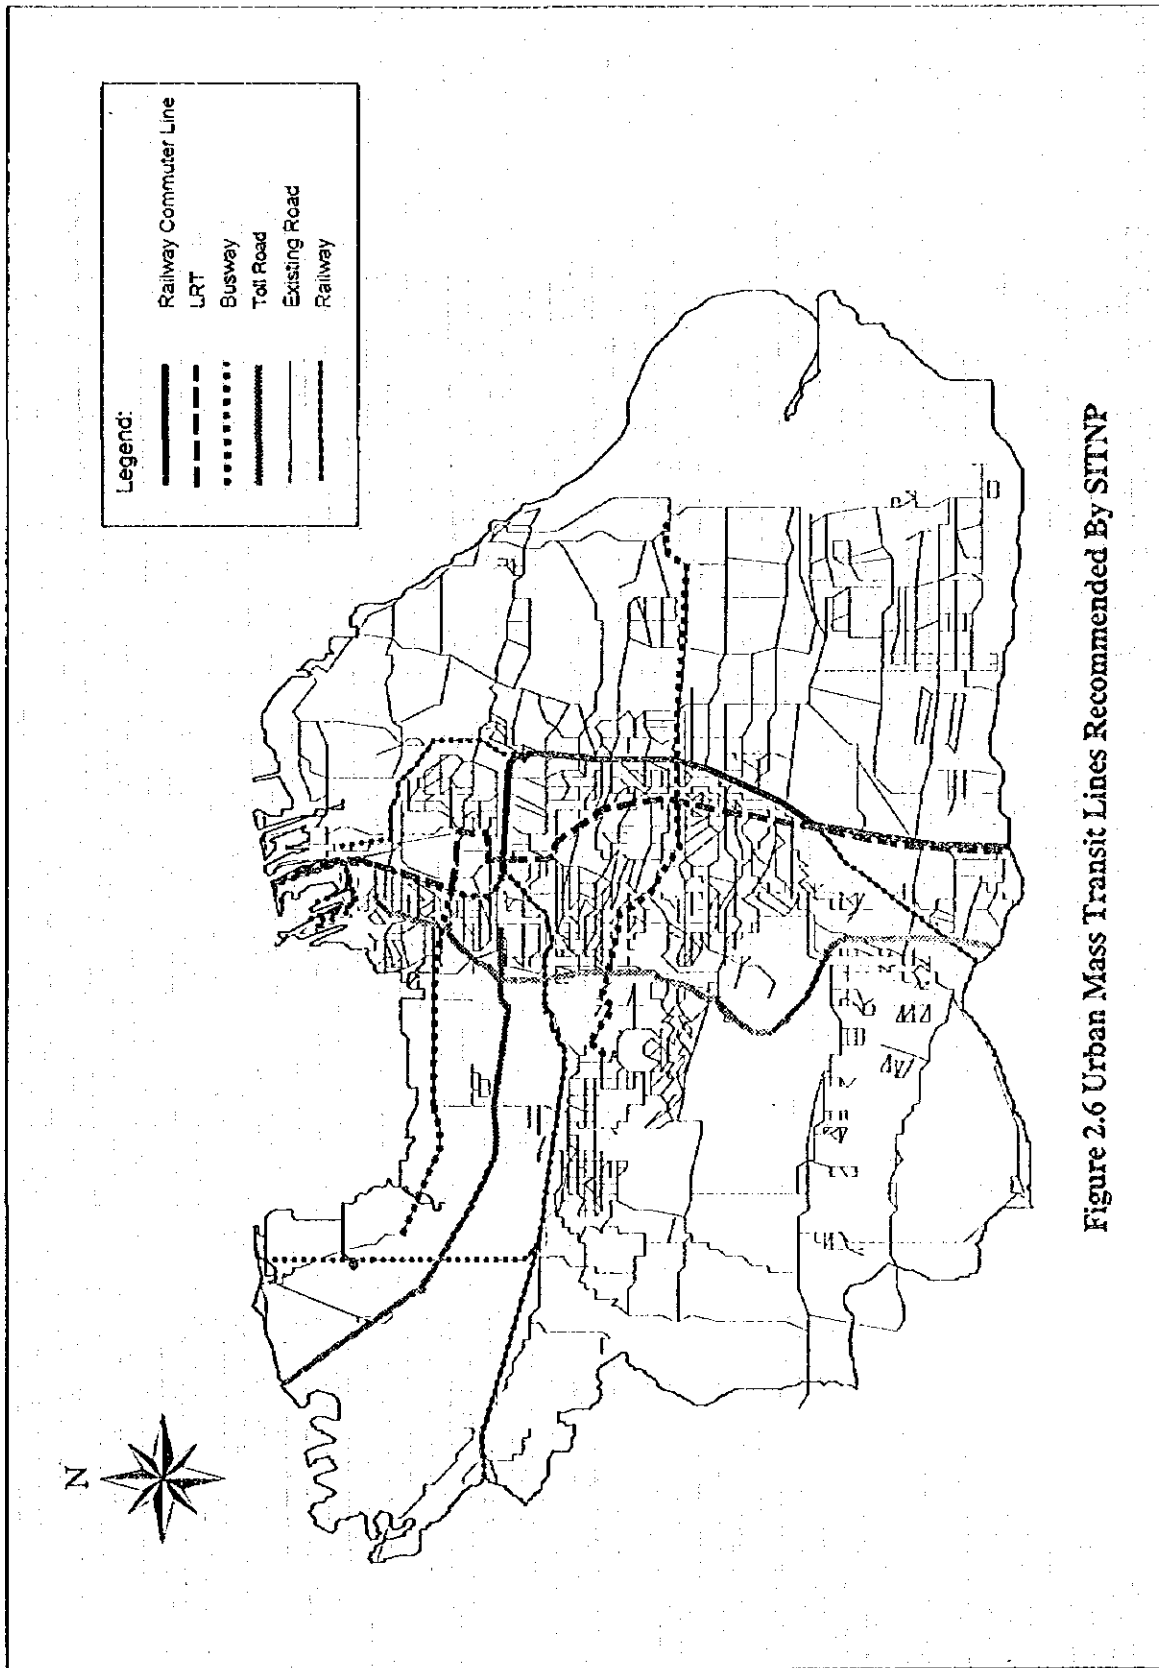 N
Legend:
Railway Commuter Line
LRT
Busway
Toll Road
Existing Road
Railway
Figure 2.6 Urban Mass Transit Lines Recommended By SITNP